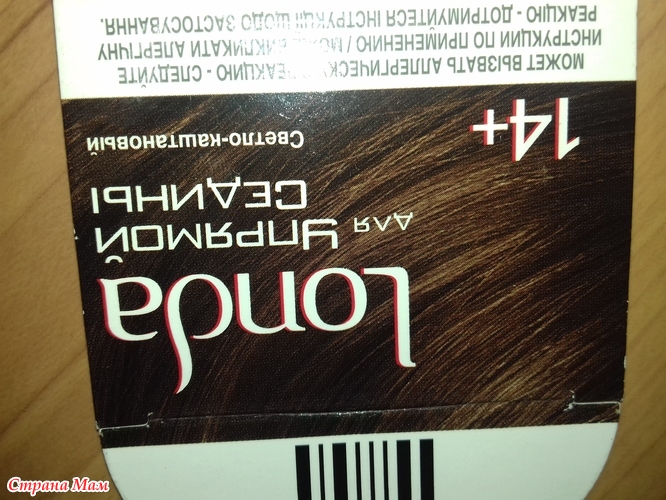 Londa
для УПРЯМОЙ
СЕДИНЫ
Светло-каштановый
14+
МОЖЕТ ВЫЗВАТЬ АЛЛЕРГИЧЕСКУЮ РЕАКЦИЮ - СЛЕДУЙТЕ
ИНСТРУКЦИИ ПО ПРИМЕНЕНИЮ / МОЖЕ ВИКЛИКАТИ АЛЕРГІЧНУ
РЕАКЦІЮ - ДОТРИМУЙТЕСЯ ІНСТРУКЦІЇ ЩОДО ЗАСТОСУВАННЯ.
Страна Мам